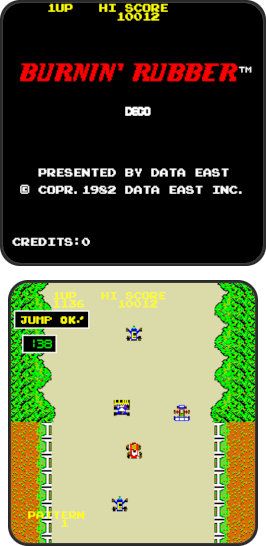 1UP HI SCORE
10012
BURNIN' RUBBER™
DECO
PRESENTED BY DATA EAST
© COPR. 1982 DATA EAST INC.
CREDITS:0
1UP HI SCORE
1136 10012
JUMP OK✓
138
PATTERN
1